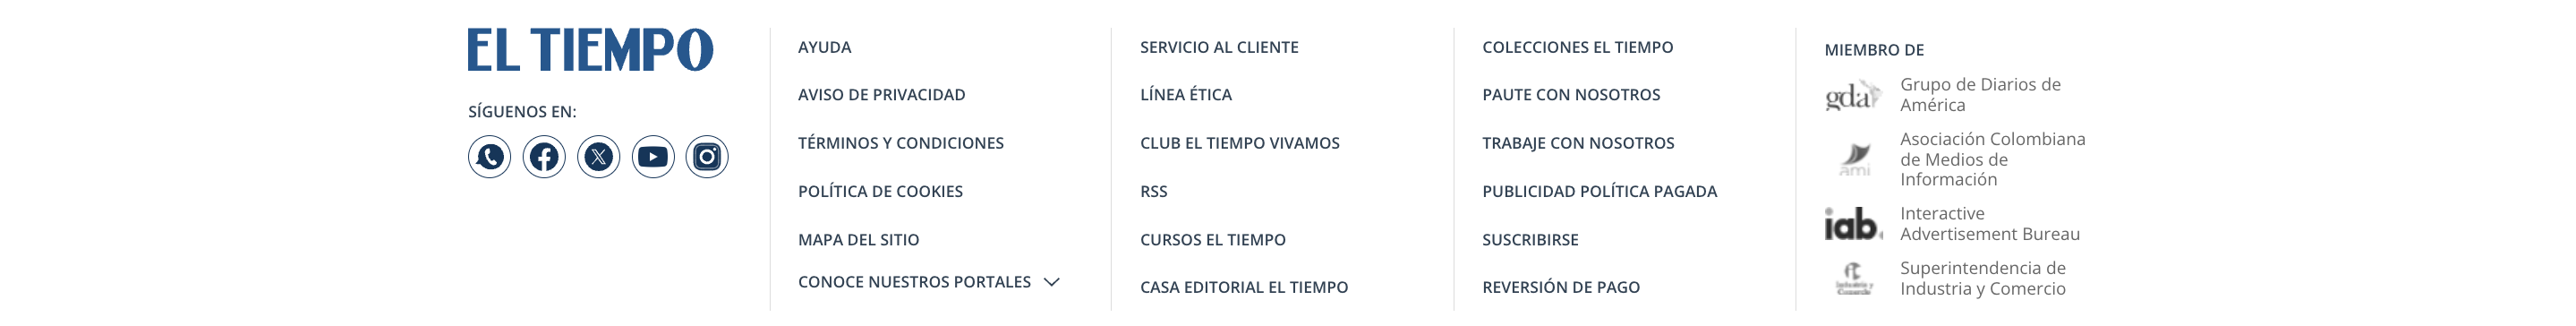 EL TIEMPO
SÍGUENOS EN:
AYUDA
AVISO DE PRIVACIDAD
TÉRMINOS Y CONDICIONES
POLÍTICA DE COOKIES
MAPA DEL SITIO
CONOCE NUESTROS PORTALES
SERVICIO AL CLIENTE
LÍNEA ÉTICA
CLUB EL TIEMPO VIVAMOS
RSS
CURSOS EL TIEMPO
CASA EDITORIAL EL TIEMPO
COLECCIONES EL TIEMPO
PAUTE CON NOSOTROS
TRABAJE CON NOSOTROS
PUBLICIDAD POLÍTICA PAGADA
SUSCRIBIRSE
REVERSIÓN DE PAGO
MIEMBRO DE
gda
Grupo de Diarios de
América
ami
Asociación Colombiana
de Medios de
Información
iab.
Interactive
Advertisement Bureau
Industria y
Comercio
Superintendencia de
Industria y Comercio